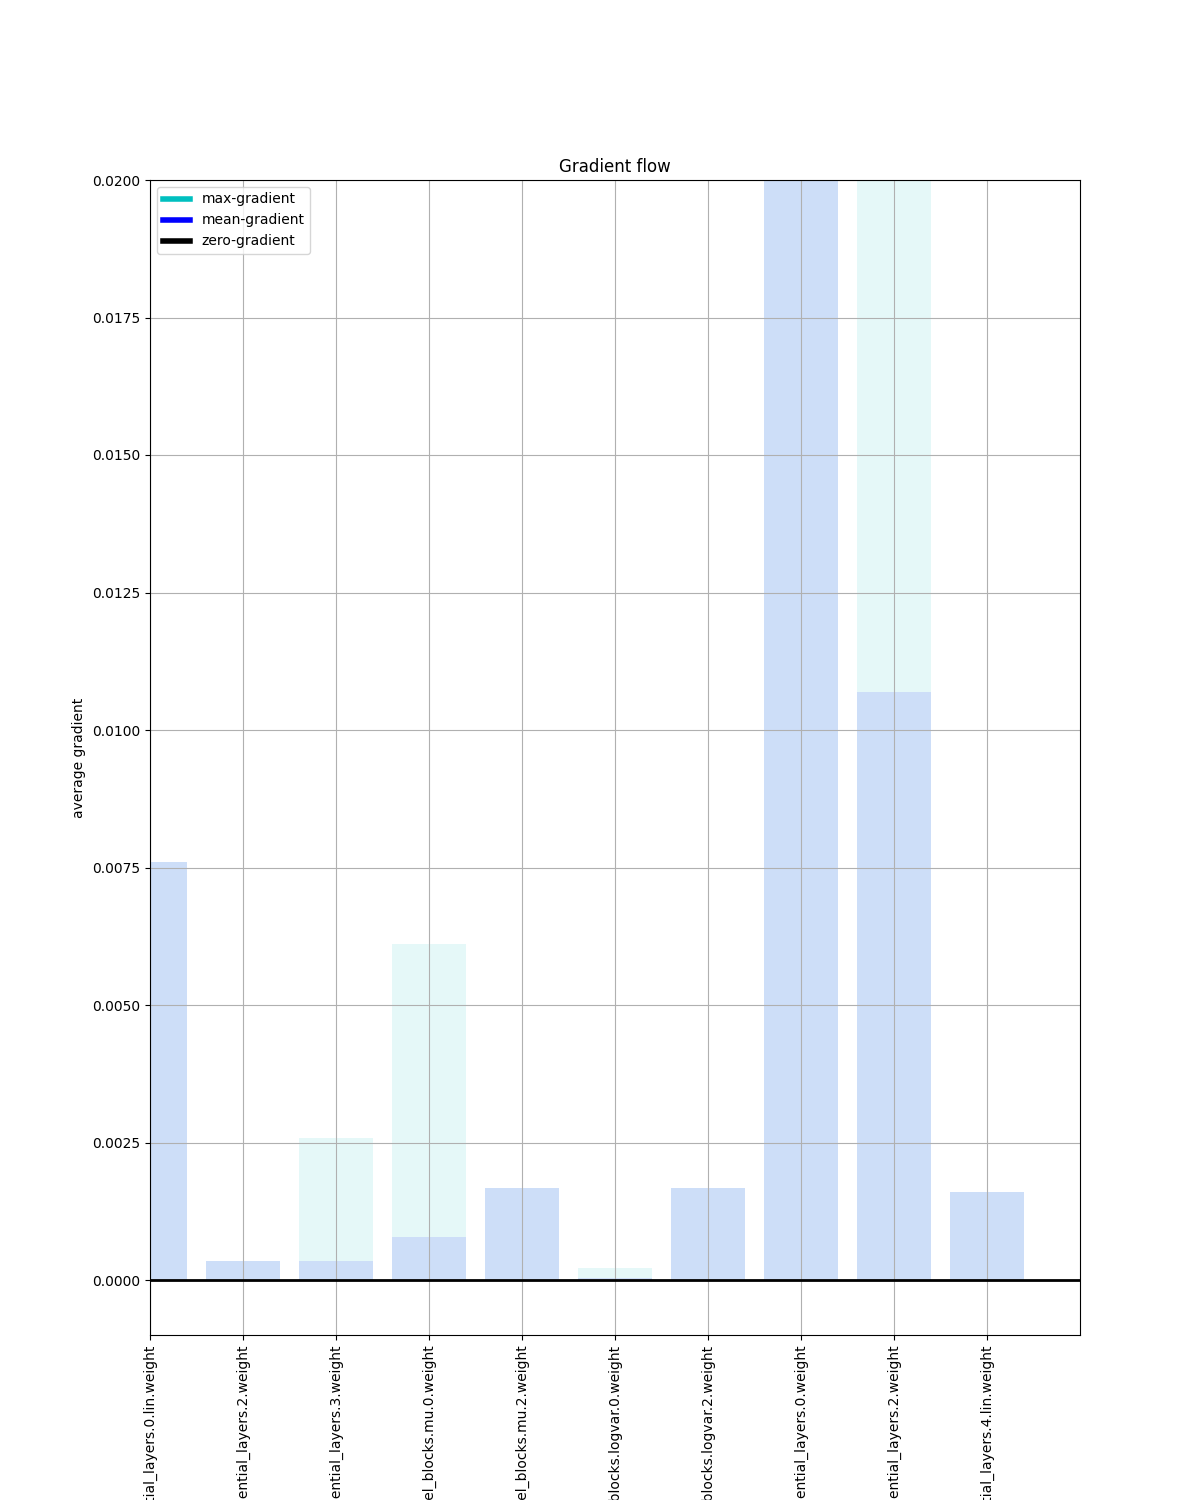 Gradient flow
max-gradient
mean-gradient
zero-gradient
0.0200
0.0175
0.0150
0.0125
0.0100
0.0075
0.0050
0.0025
0.0000
average gradient
tial_layers.0.lin.weight
ential_layers.2.weight
ential_layers.3.weight
el_blocks.mu.0.weight
el_blocks.mu.2.weight
blocks.logvar.0.weight
blocks.logvar.2.weight
ential_layers.0.weight
ential_layers.2.weight
tial_layers.4.lin.weight